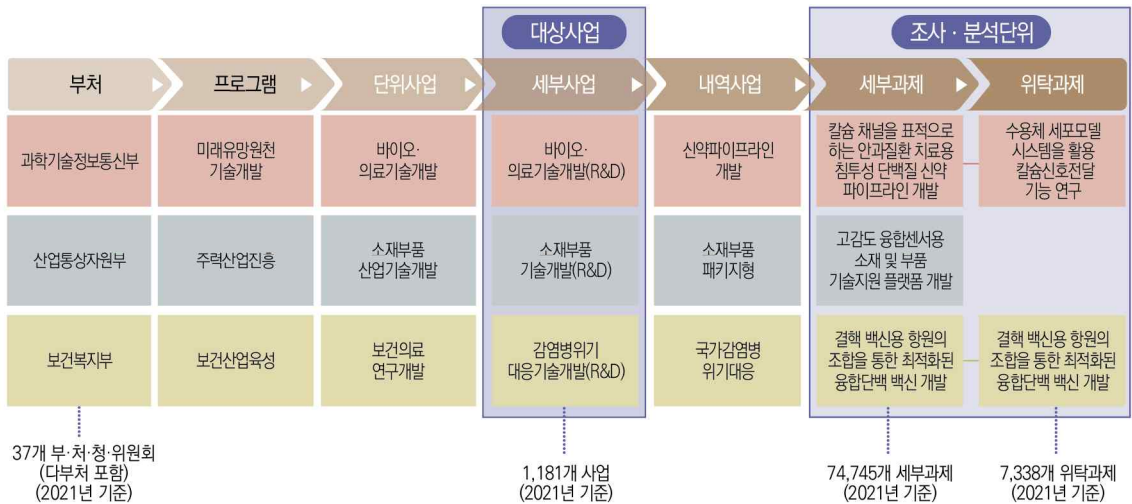 대상사업
조사 · 분석단위
부처
프로그램
단위사업
세부사업
내역사업
세부과제
위탁과제
과학기술정보통신부
미래유망원천
기술개발
바이오·
의료기술개발
바이오·
의료기술개발(R&D)
신약파이프라인
개발
칼슘 채널을 표적으로
하는 안과질환 치료용
침투성 단백질 신약
파이프라인 개발
수용체 세포모델
시스템을 활용
칼슘신호전달
기능 연구
산업통상자원부
주력산업진흥
소재부품
산업기술개발
소재부품
기술개발(R&D)
소재부품
패키지형
고감도 융합센서용
소재 및 부품
기술지원 플랫폼 개발
보건복지부
보건산업육성
보건의료
연구개발
감염병위기
대응기술개발(R&D)
국가감염병
위기대응
결핵 백신용 항원의
조합을 통한 최적화된
융합단백 백신 개발
결핵 백신용 항원의
조합을 통한 최적화된
융합단백 백신 개발
37개 부·처·청·위원회
(다부처 포함)
(2021년 기준)
1,181개 사업
(2021년 기준)
74,745개 세부과제
(2021년 기준)
7,338개 위탁과제
(2021년 기준)